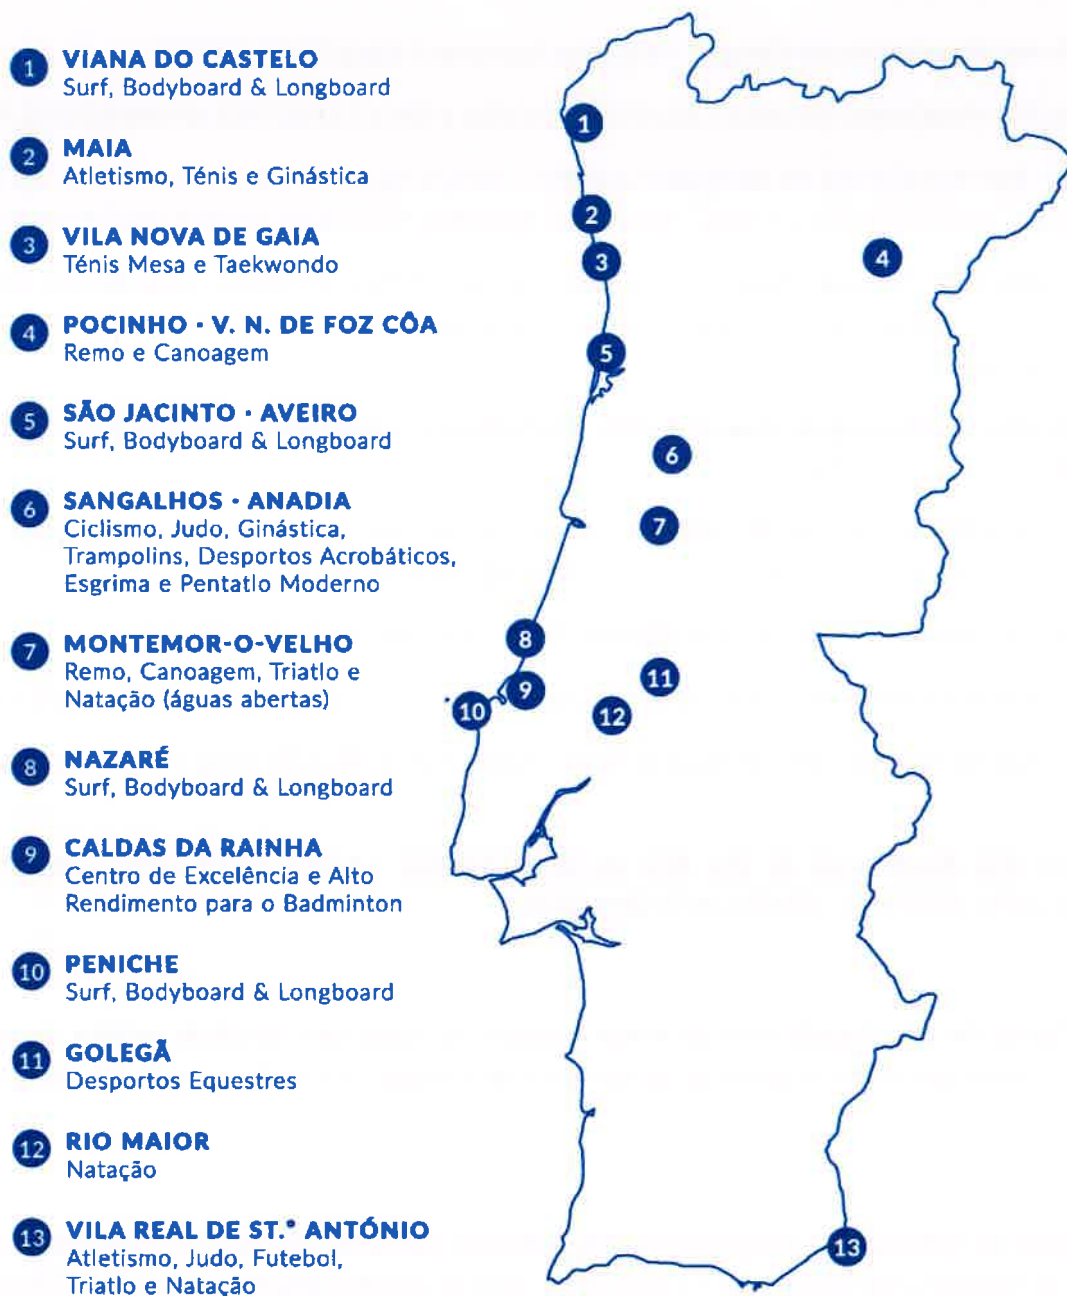 1 VIANA DO CASTELO
Surf, Bodyboard & Longboard
2 MAIA
Atletismo, Ténis e Ginástica
3 VILA NOVA DE GAIA
Ténis Mesa e Taekwondo
4 POCINHO · V. N. DE FOZ CÔA
Remo e Canoagem
5 SÃO JACINTO · AVEIRO
Surf, Bodyboard & Longboard
6 SANGALHOS · ANADIA
Ciclismo, Judo, Ginástica,
Trampolins, Desportos Acrobáticos,
Esgrima e Pentatlo Moderno
7 MONTEMOR-O-VELHO
Remo, Canoagem, Triatlo e
Natação (águas abertas)
8 NAZARÉ
Surf, Bodyboard & Longboard
9 CALDAS DA RAINHA
Centro de Excelência e Alto
Rendimento para o Badminton
10 PENICHE
Surf, Bodyboard & Longboard
11 GOLEGÃ
Desportos Equestres
12 RIO MAIOR
Natação
13 VILA REAL DE ST.º ANTÓNIO
Atletismo, Judo, Futebol,
Triatlo e Natação
1
2
3
4
5
6
7
8
9
10
11
12
13